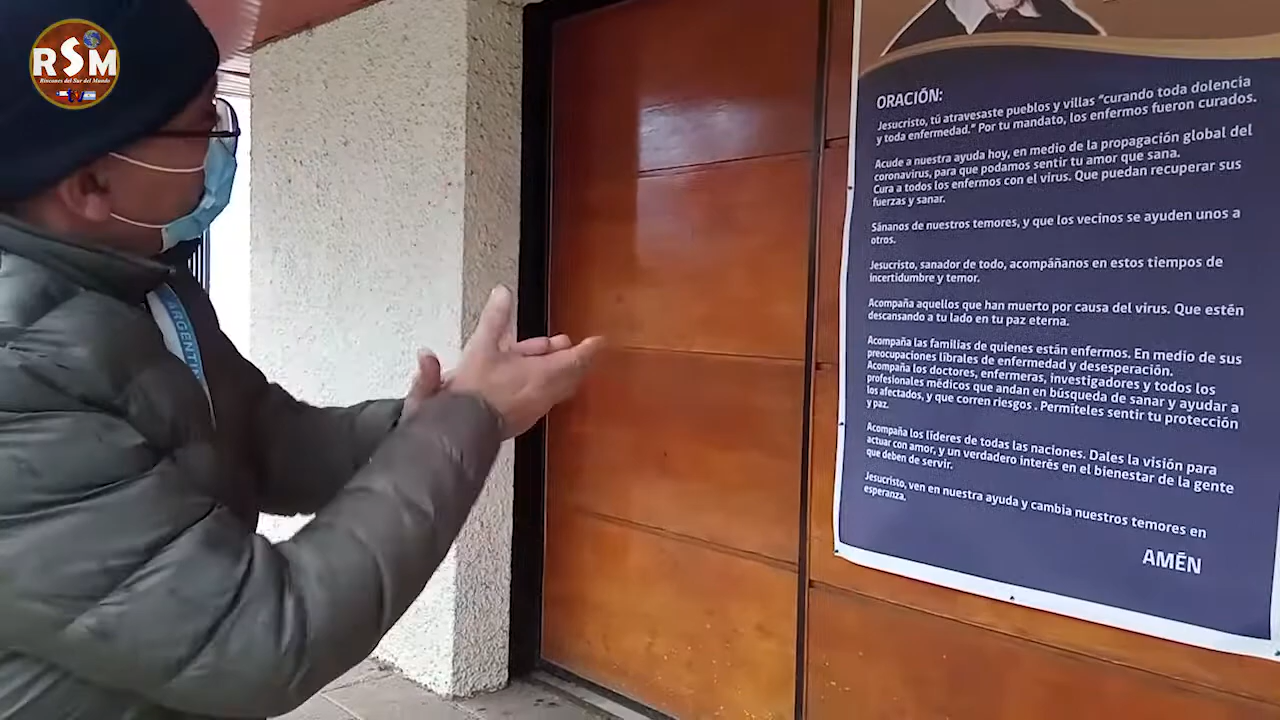 RSM
Rincones del Sur del Mundo
tv
ARGENTIN
ORACIÓN:
Jesucristo, tú atravesaste pueblos y villas "curando toda dolencia
y toda enfermedad." Por tu mandato, los enfermos fueron curados.
Acude a nuestra ayuda hoy, en medio de la propagación global del
coronavirus, para que podamos sentir tu amor que sana.
Cura a todos los enfermos con el virus. Que puedan recuperar sus
fuerzas y sanar.
Sánanos de nuestros temores, y que los vecinos se ayuden unos a
otros.
Jesucristo, sanador de todo, acompáñanos en estos tiempos de
incertidumbre y temor.
Acompaña aquellos que han muerto por causa del virus. Que estén
descansando a tu lado en tu paz eterna.
Acompaña las familias de quienes están enfermos. En medio de sus
preocupaciones librales de enfermedad y desesperación.
Acompaña los doctores, enfermeras, investigadores y todos los
profesionales médicos que andan en búsqueda de sanar y ayudar a
los afectados, y que corren riesgos . Permíteles sentir tu protección
y paz.
Acompaña los líderes de todas las naciones. Dales la visión para
actuar con amor, y un verdadero interés en el bienestar de la gente
que deben de servir.
Jesucristo, ven en nuestra ayuda y cambia nuestros temores en
esperanza.
AMÉN